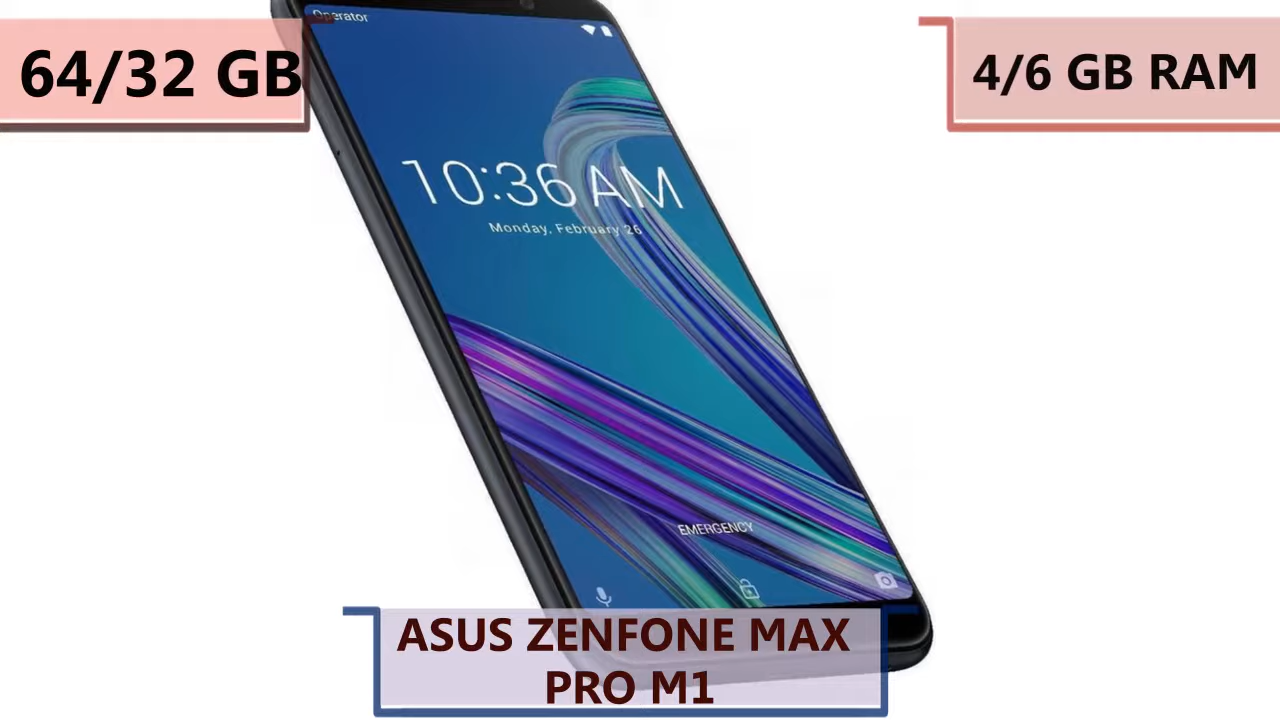 Operator
64/32 GB
4/6 GB RAM
10:36 AM
Monday, February 26
EMERGENCY
ASUS ZENFONE MAX
PRO M1